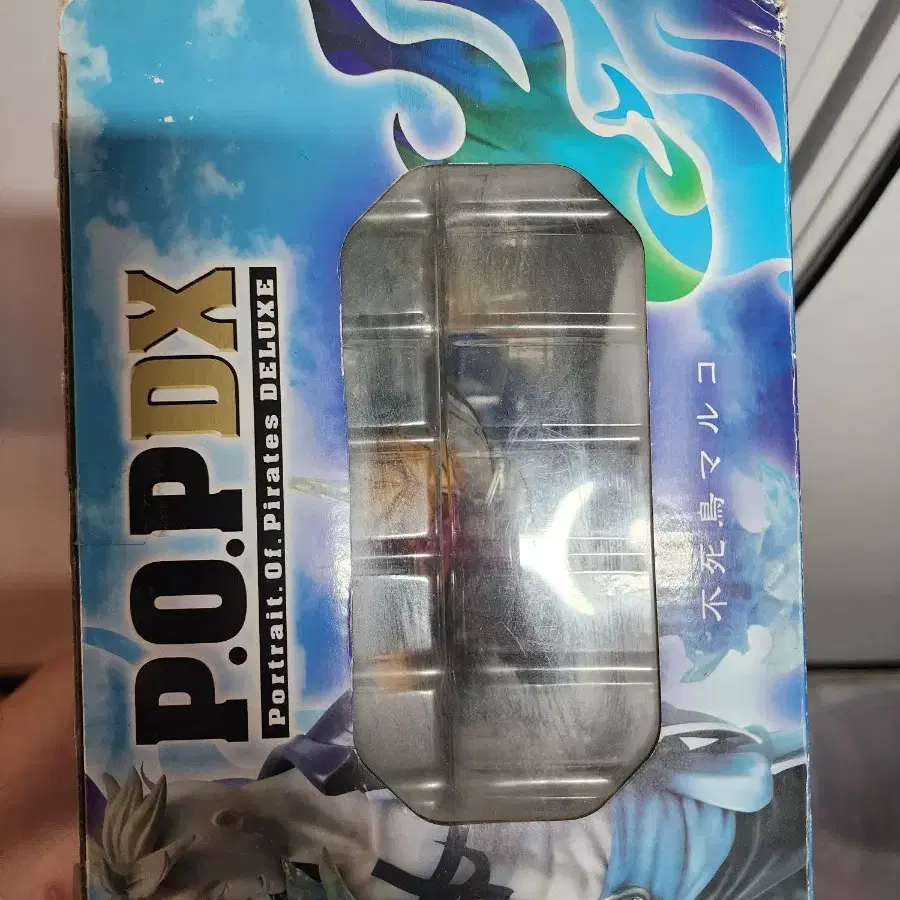 P.O.P DX
Portrait.Of.Pirates DELUXE
不死鳥マルコ